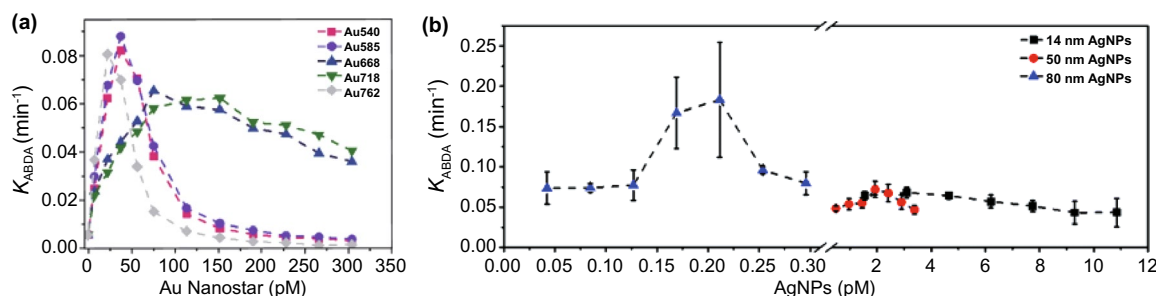 (a)
Au540
Au585
Au668
Au718
Au762
0.08
0.06
0.04
0.02
0.00
K_ABDA (min⁻¹)
0 50 100 150 200 250 300 350
Au Nanostar (pM)
(b)
14 nm AgNPs
50 nm AgNPs
80 nm AgNPs
0.25
0.20
0.15
0.10
0.05
0.00
K_ABDA (min⁻¹)
0.00 0.05 0.10 0.15 0.20 0.25 0.30 2 4 6 8 10 12
AgNPs (pM)